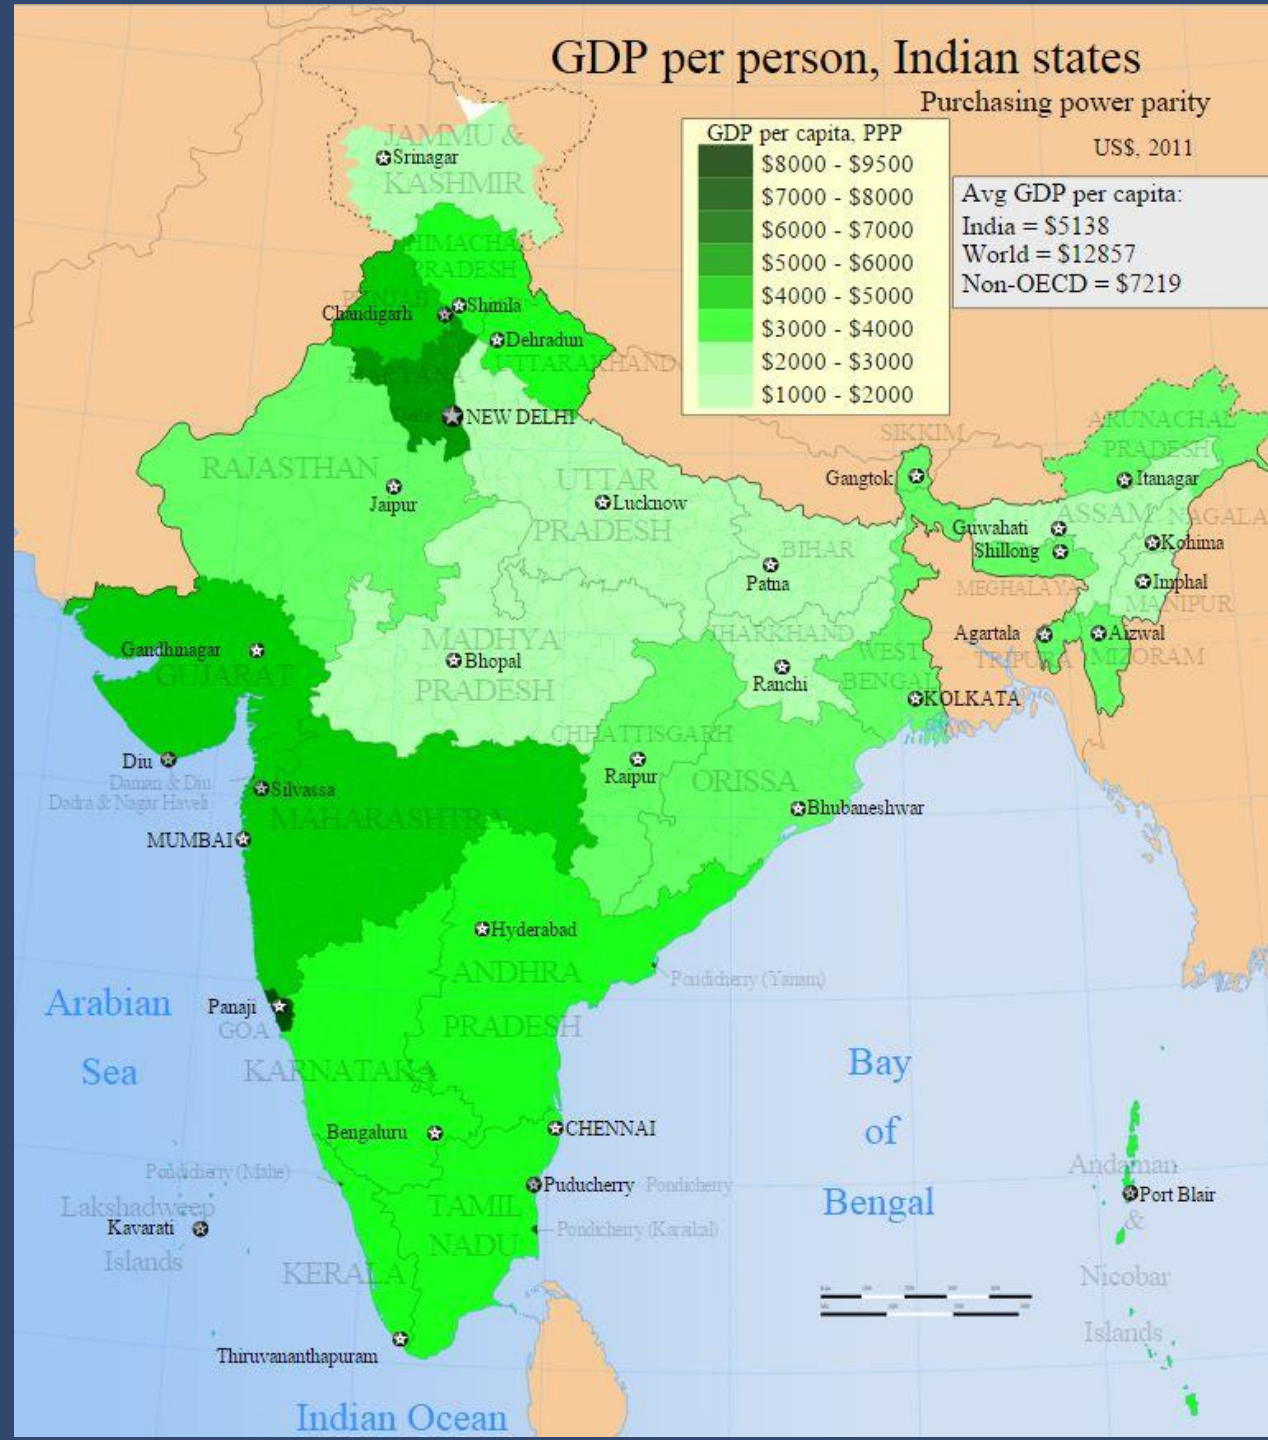 GDP per person, Indian states
Purchasing power parity
US$, 2011
GDP per capita, PPP
$8000 - $9500
$7000 - $8000
$6000 - $7000
$5000 - $6000
$4000 - $5000
$3000 - $4000
$2000 - $3000
$1000 - $2000
Avg GDP per capita:
India = $5138
World = $12857
Non-OECD = $7219
JAMMU &
Srinagar
KASHMIR
HIMACHAL
PRADESH
PUNJAB
Shimla
Chandigarh
Dehradun
UTTARAKHAND
HARYANA
NEW DELHI
SIKKIM
ARUNACHAL
PRADESH
RAJASTHAN
Jaipur
UTTAR
Lucknow
PRADESH
Gangtok
Itanagar
ASSAM
NAGALA
Guwahati
Shillong
Kohima
BIHAR
Patna
MEGHALAYA
Imphal
MANIPUR
Gandhinagar
GUJARAT
MADHYA
Bhopal
PRADESH
JHARKHAND
Ranchi
WEST
BENGAL
KOLKATA
Agartala
TRIPURA
Aizwal
MIZORAM
CHHATTISGARH
Raipur
ORISSA
Bhubaneshwar
Diu
Daman & Diu
Dadra & Nagar Haveli
Silvassa
MAHARASHTRA
MUMBAI
Hyderabad
ANDHRA
PRADESH
Pondicherry (Yanam)
Arabian
Sea
Panaji
GOA
KARNATAKA
Bengaluru
CHENNAI
Bay
of
Bengal
Pondicherry (Mahe)
Puducherry
Pondicherry
Lakshadweep
Kavarati
Islands
TAMIL
NADU
Pondicherry (Karaikal)
KERALA
Thiruvananthapuram
Andaman
Port Blair
&
Nicobar
Islands
Indian Ocean